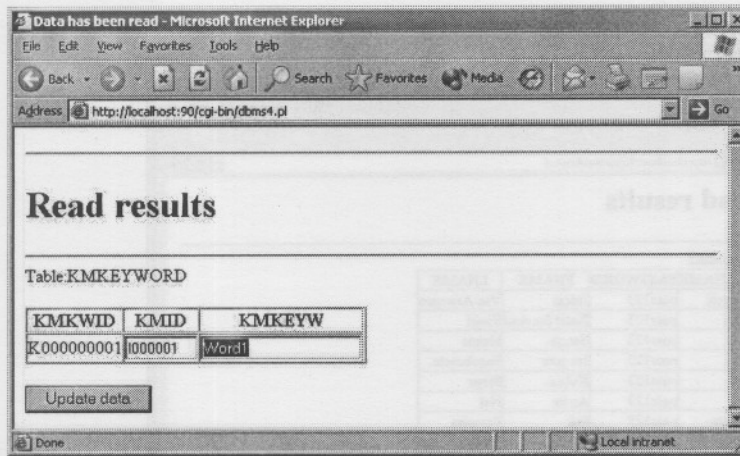 Data has been read - Microsoft Internet Explorer
File Edit View Favorites Tools Help
Back Search Favorites Media
Address http://localhost:90/cgi-bin/dbms4.pl Go
Read results
Table:KMKEYWORD
KMKWID KMID KMKEYW
K000000001 I000001 Word1
Update data
Done Local intranet